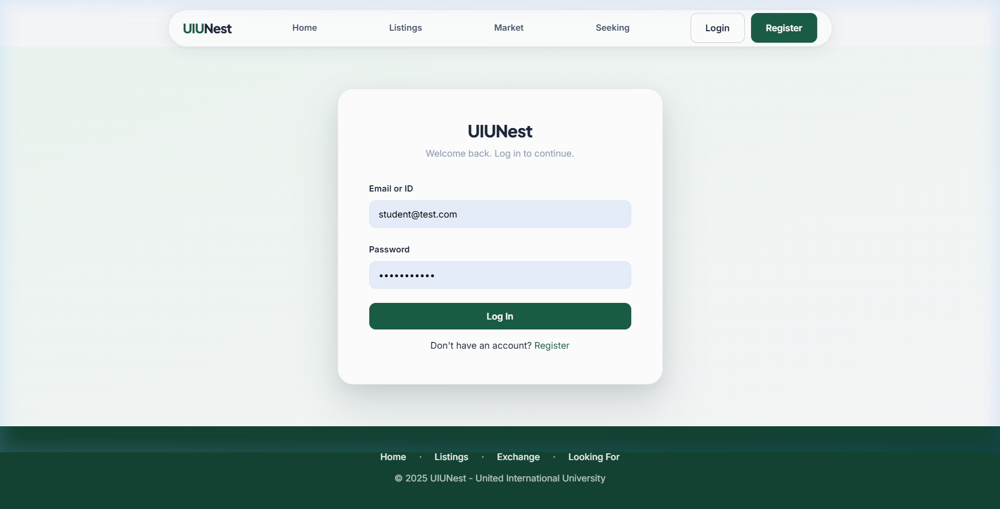 UIUNest Home Listings Market Seeking Login Register
UIUNest
Welcome back. Log in to continue.
Email or ID
student@test.com
Password
•••••••••••
Log In
Don't have an account? Register
Home · Listings · Exchange · Looking For
© 2025 UIUNest - United International University